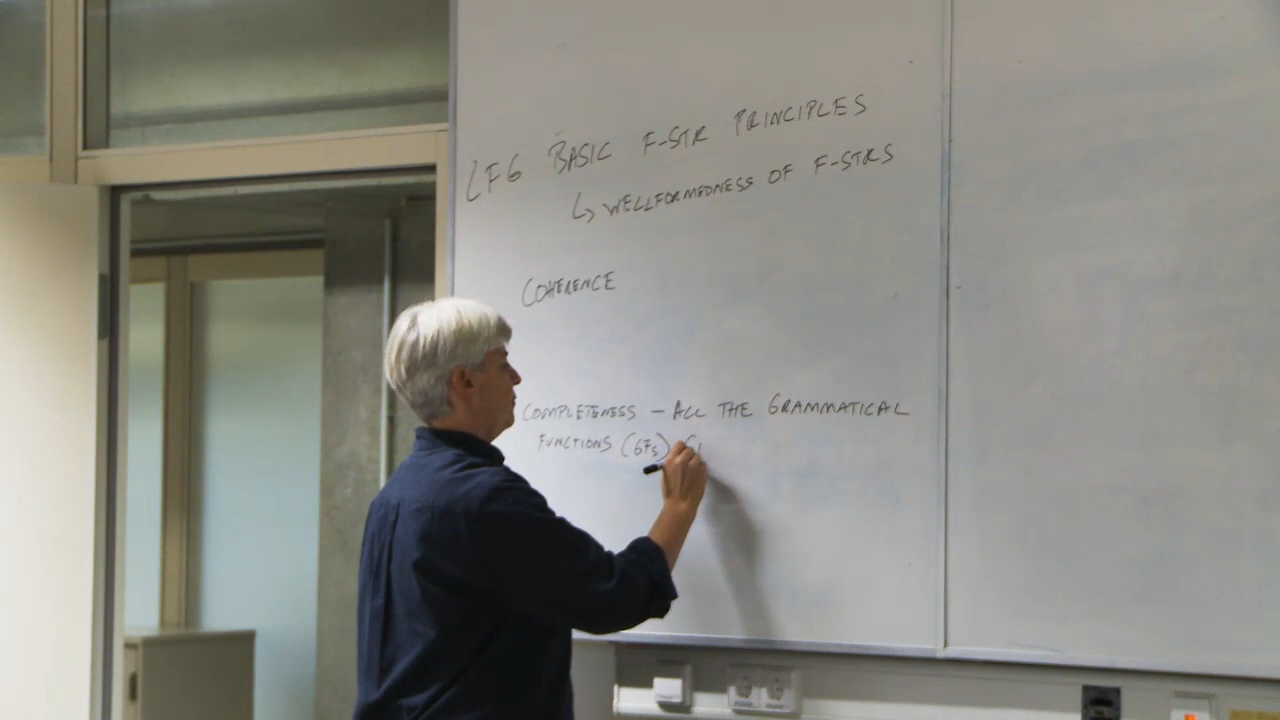 LFG BASIC F-STR PRINCIPLES
↳ WELLFORMEDNESS OF F-STRS
COHERENCE
COMPLETENESS – ALL THE GRAMMATICAL
FUNCTIONS (GFs)